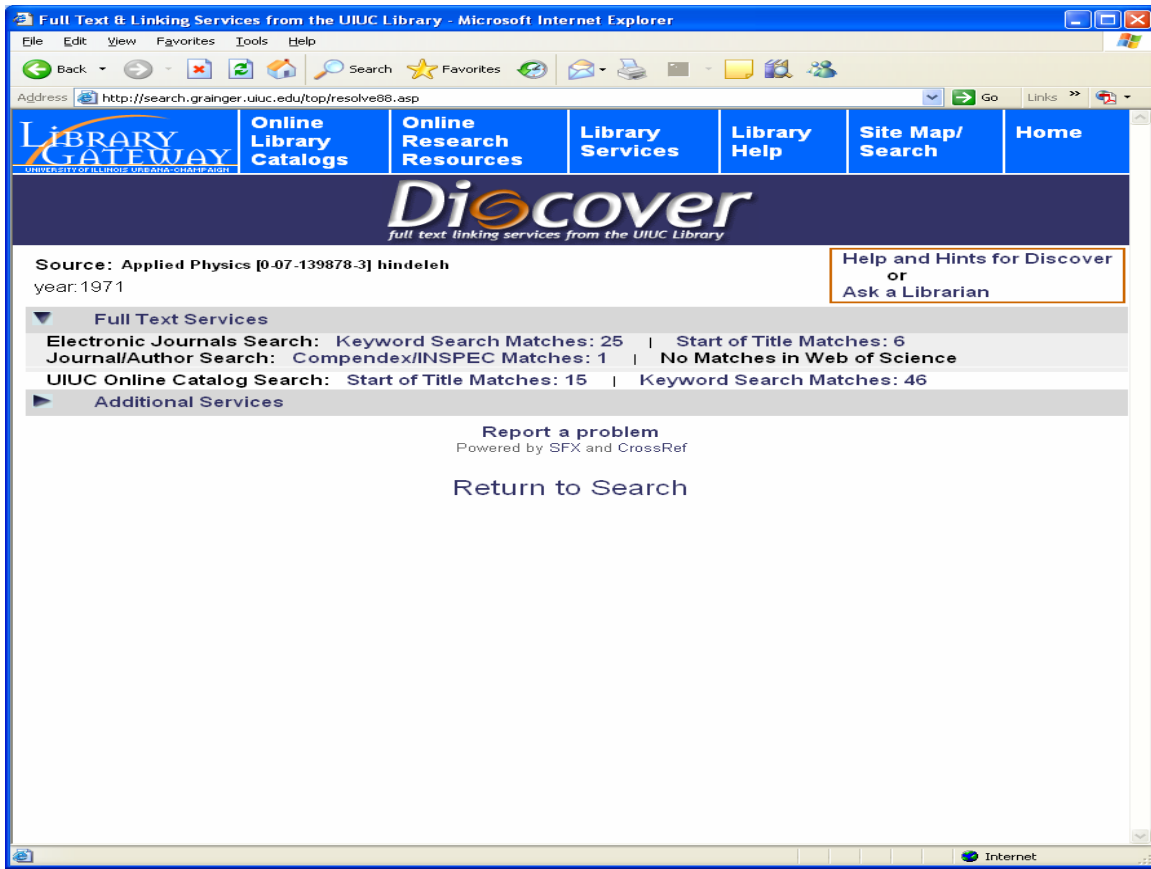 Full Text & Linking Services from the UIUC Library - Microsoft Internet Explorer
File Edit View Favorites Tools Help
Back Search Favorites
Address http://search.grainger.uiuc.edu/top/resolve88.asp Go Links »
LIBRARY GATEWAY
UNIVERSITY OF ILLINOIS URBANA-CHAMPAIGN
Online Library Catalogs
Online Research Resources
Library Services
Library Help
Site Map/ Search
Home
Discover
full text linking services from the UIUC Library
Source: Applied Physics [0-07-139878-3] hindeleh
year:1971
Help and Hints for Discover
or
Ask a Librarian
Full Text Services
Electronic Journals Search: Keyword Search Matches: 25 | Start of Title Matches: 6
Journal/Author Search: Compendex/INSPEC Matches: 1 | No Matches in Web of Science
UIUC Online Catalog Search: Start of Title Matches: 15 | Keyword Search Matches: 46
Additional Services
Report a problem
Powered by SFX and CrossRef
Return to Search
Internet